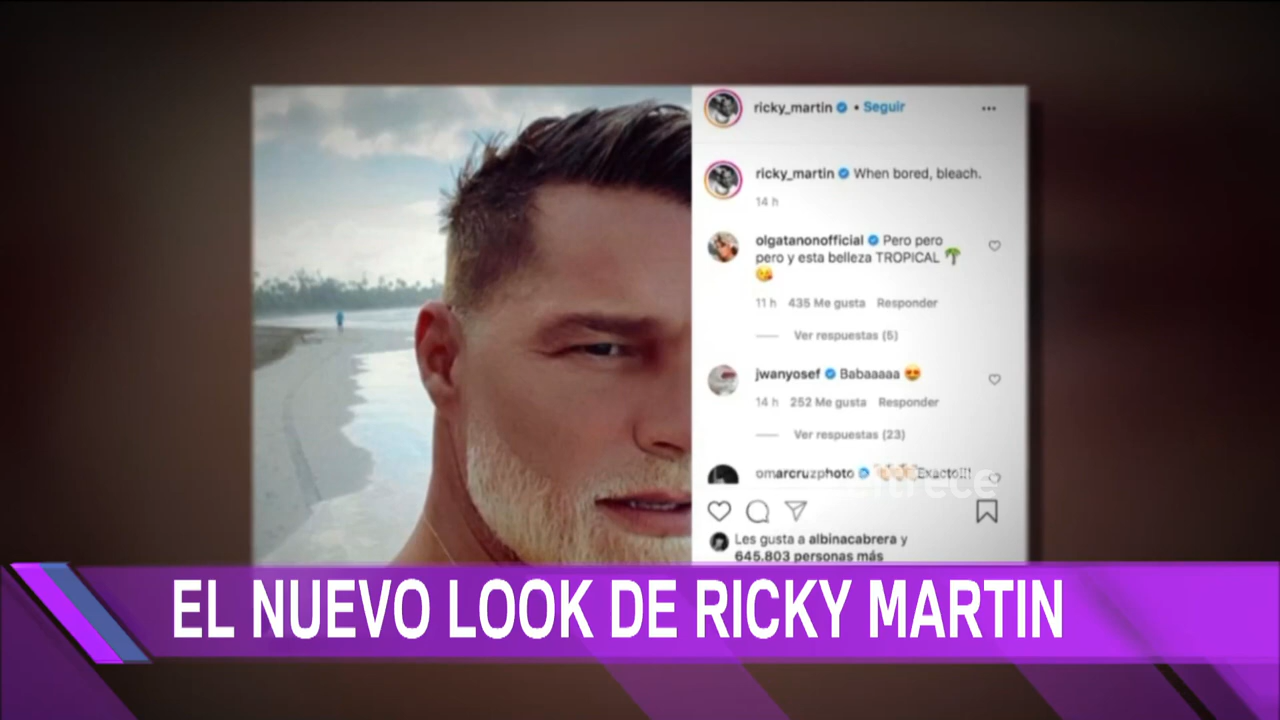 ricky_martin • Seguir
ricky_martin When bored, bleach.
14 h
olgatanonofficial Pero pero
pero y esta belleza TROPICAL 🌴
😘
11 h 435 Me gusta Responder
Ver respuestas (5)
jwanyosef Babaaaaa 😍
14 h 252 Me gusta Responder
Ver respuestas (23)
omarcruzphoto 👏🏻👏🏻👏🏻Exacto!!!
eltrece
Les gusta a albinacabrera y
645.803 personas más
EL NUEVO LOOK DE RICKY MARTIN